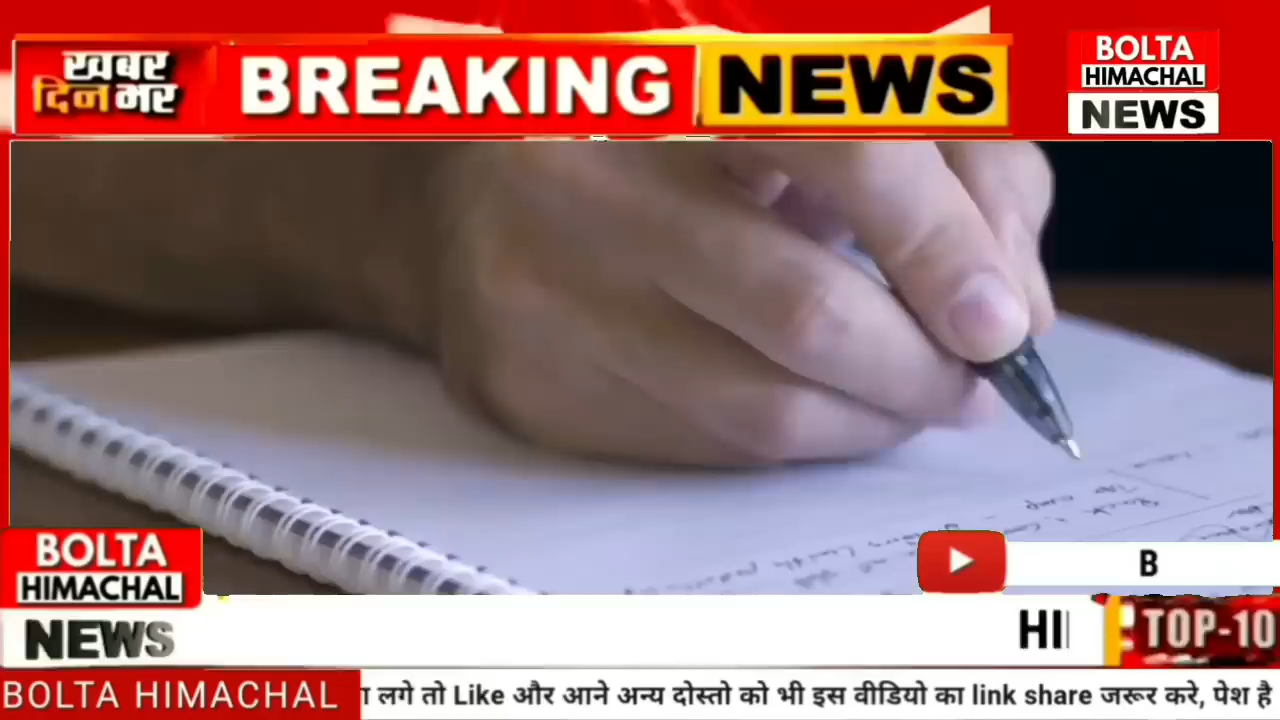 खबर
दिन भर
BREAKING NEWS
BOLTA
HIMACHAL
NEWS
BOLTA
HIMACHAL
NEWS
B
HI
TOP-10
BOLTA HIMACHAL
लगे तो Like और आने अन्य दोस्तो को भी इस वीडियो का link share जरूर करे, पेश है